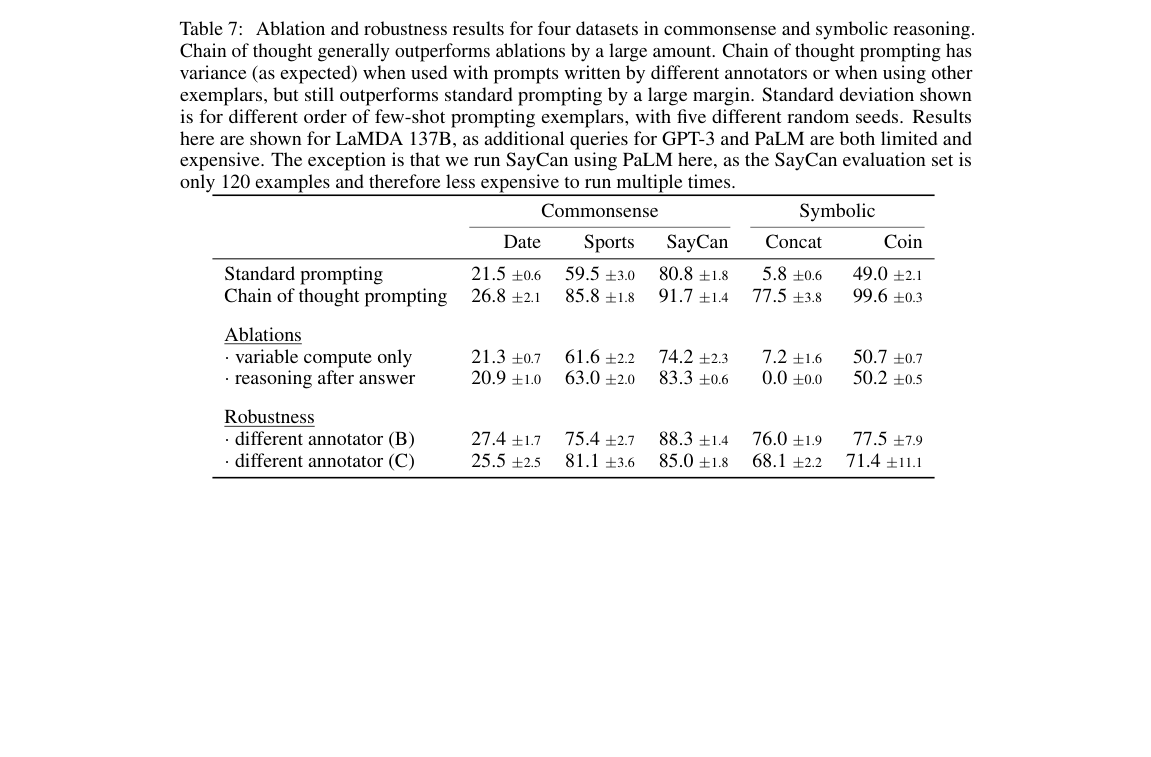 Table 7: Ablation and robustness results for four datasets in commonsense and symbolic reasoning.
Chain of thought generally outperforms ablations by a large amount. Chain of thought prompting has
variance (as expected) when used with prompts written by different annotators or when using other
exemplars, but still outperforms standard prompting by a large margin. Standard deviation shown
is for different order of few-shot prompting exemplars, with five different random seeds. Results
here are shown for LaMDA 137B, as additional queries for GPT-3 and PaLM are both limited and
expensive. The exception is that we run SayCan using PaLM here, as the SayCan evaluation set is
only 120 examples and therefore less expensive to run multiple times.
Commonsense Symbolic
Date Sports SayCan Concat Coin
Standard prompting 21.5 ±0.6 59.5 ±3.0 80.8 ±1.8 5.8 ±0.6 49.0 ±2.1
Chain of thought prompting 26.8 ±2.1 85.8 ±1.8 91.7 ±1.4 77.5 ±3.8 99.6 ±0.3
Ablations
· variable compute only 21.3 ±0.7 61.6 ±2.2 74.2 ±2.3 7.2 ±1.6 50.7 ±0.7
· reasoning after answer 20.9 ±1.0 63.0 ±2.0 83.3 ±0.6 0.0 ±0.0 50.2 ±0.5
Robustness
· different annotator (B) 27.4 ±1.7 75.4 ±2.7 88.3 ±1.4 76.0 ±1.9 77.5 ±7.9
· different annotator (C) 25.5 ±2.5 81.1 ±3.6 85.0 ±1.8 68.1 ±2.2 71.4 ±11.1